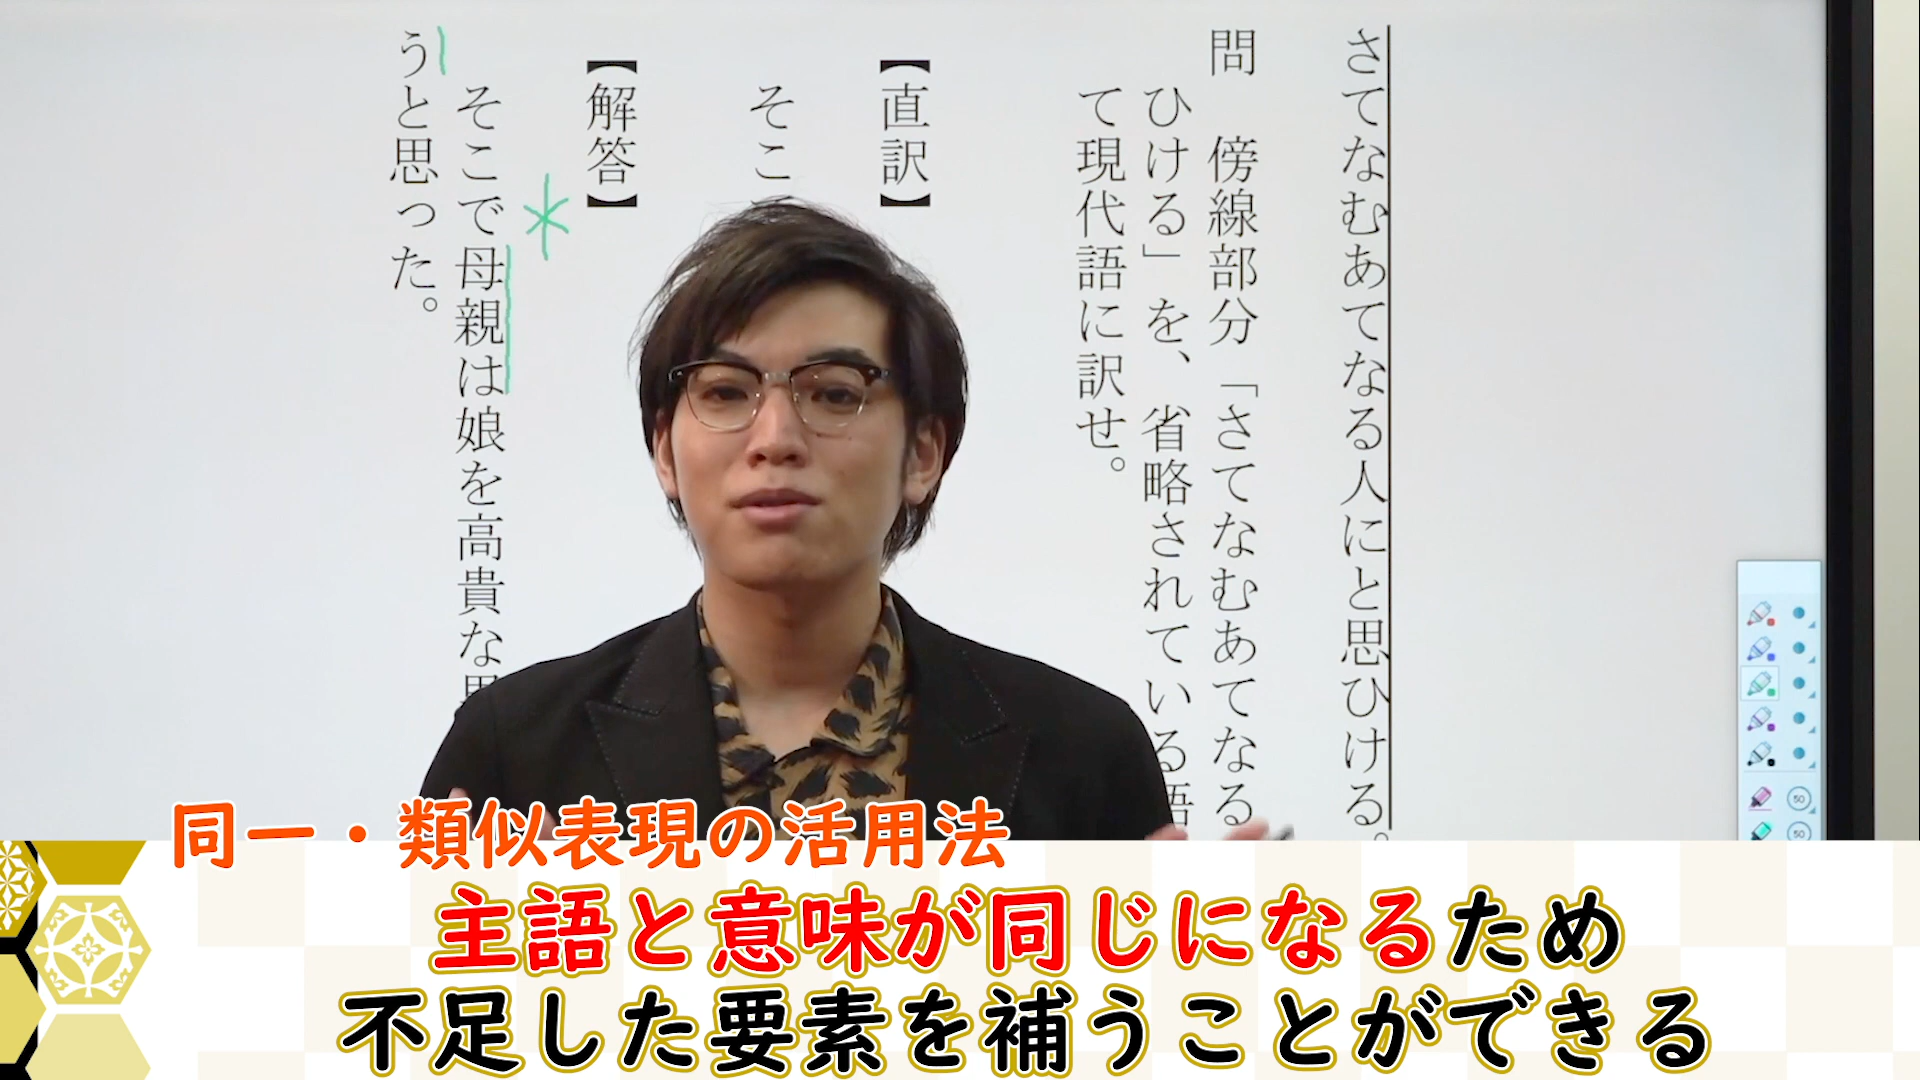 さてなむあてなる人にと思ひける。
問 傍線部分「さてなむあてなる
ひける」を、省略されている語
て現代語に訳せ。
【直訳】
そこ
【解答】
そこで母親は娘を高貴な男
うと思った。
同一・類似表現の活用法
主語と意味が同じになるため
不足した要素を補うことができる
50
50